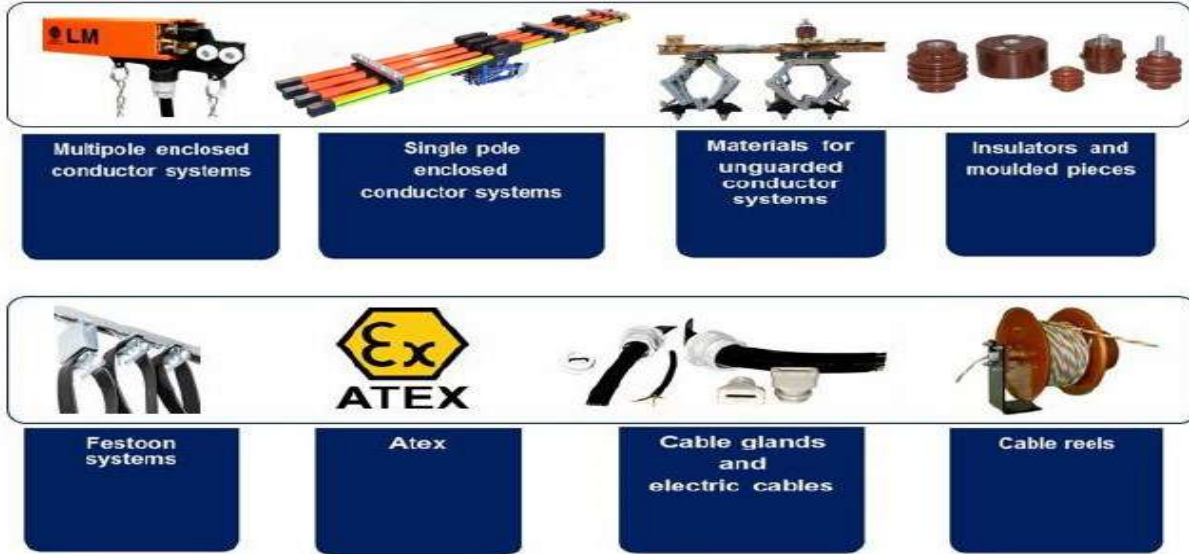 LM
Multipole enclosed
conductor systems
Single pole
enclosed
conductor systems
Materials for
unguarded
conductor
systems
Insulators and
moulded pieces
Ex
ATEX
Festoon
systems
Atex
Cable glands
and
electric cables
Cable reels